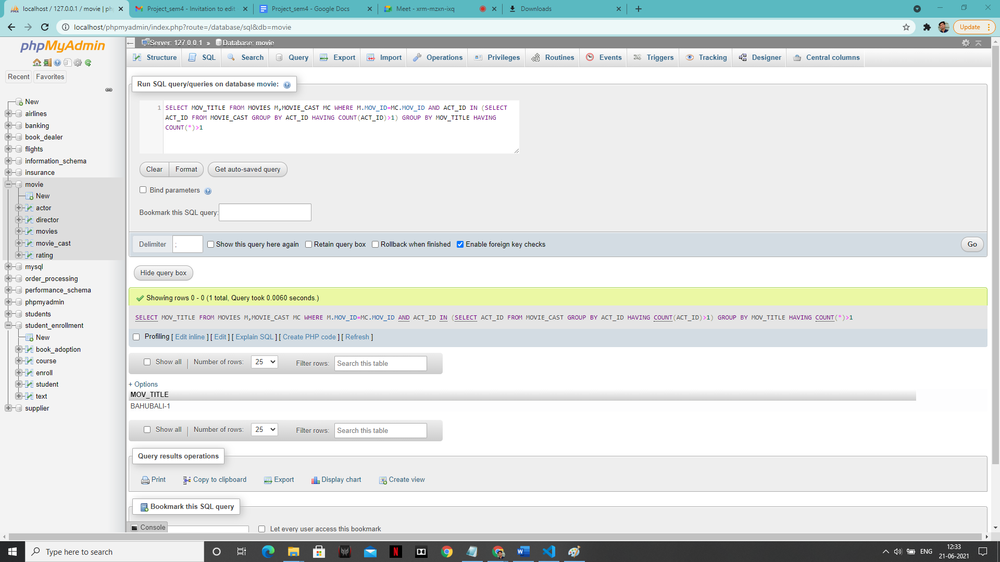 localhost / 127.0.0.1 / movie | ph
Project_sem4 - Invitation to edit
Project_sem4 - Google Docs
Meet - xrm-mzxn-ixq
Downloads
localhost/phpmyadmin/index.php?route=/database/sql&db=movie
Update
phpMyAdmin
Recent
Favorites
New
airlines
banking
book_dealer
flights
information_schema
insurance
movie
New
actor
director
movies
movie_cast
rating
mysql
order_processing
performance_schema
phpmyadmin
students
student_enrollment
New
book_adoption
course
enroll
student
text
supplier
Server: 127.0.0.1 » Database: movie
Structure
SQL
Search
Query
Export
Import
Operations
Privileges
Routines
Events
Triggers
Tracking
Designer
Central columns
Run SQL query/queries on database movie:
1
SELECT MOV_TITLE FROM MOVIES M,MOVIE_CAST MC WHERE M.MOV_ID=MC.MOV_ID AND ACT_ID IN (SELECT
ACT_ID FROM MOVIE_CAST GROUP BY ACT_ID HAVING COUNT(ACT_ID)>1) GROUP BY MOV_TITLE HAVING
COUNT(*)>1
Clear
Format
Get auto-saved query
Bind parameters
Bookmark this SQL query:
Delimiter
;
Show this query here again
Retain query box
Rollback when finished
Enable foreign key checks
Go
Hide query box
Showing rows 0 - 0 (1 total, Query took 0.0060 seconds.)
SELECT MOV_TITLE FROM MOVIES M,MOVIE_CAST MC WHERE M.MOV_ID=MC.MOV_ID AND ACT_ID IN (SELECT ACT_ID FROM MOVIE_CAST GROUP BY ACT_ID HAVING COUNT(ACT_ID)>1) GROUP BY MOV_TITLE HAVING COUNT(*)>1
Profiling [ Edit inline ] [ Edit ] [ Explain SQL ] [ Create PHP code ] [ Refresh ]
Show all | Number of rows: 25 Filter rows: Search this table
+ Options
MOV_TITLE
BAHUBALI-1
Show all | Number of rows: 25 Filter rows: Search this table
Query results operations
Print
Copy to clipboard
Export
Display chart
Create view
Bookmark this SQL query
Console
Let every user access this bookmark
Type here to search
ENG
12:33
21-06-2021